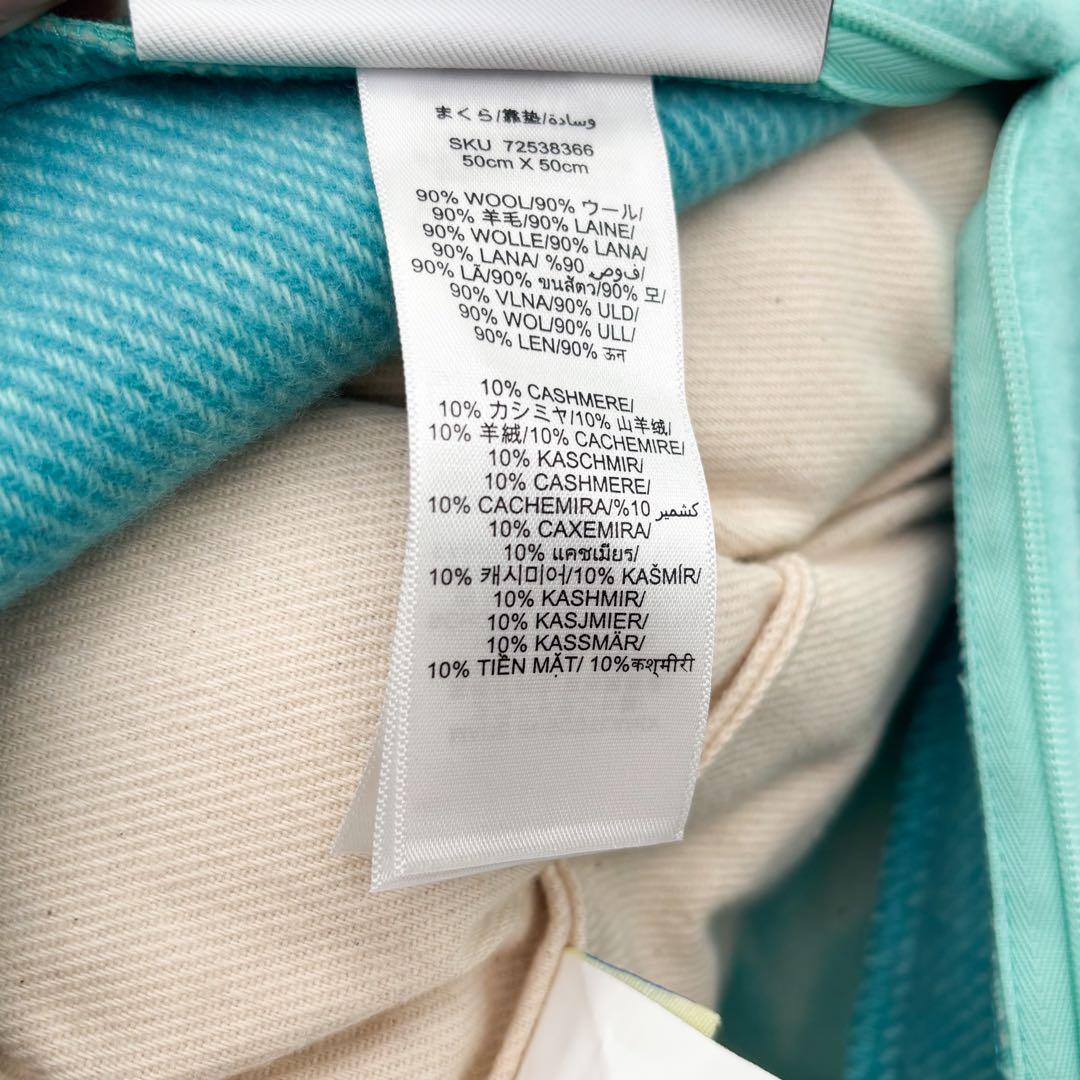 まくら/靠垫/وسادة
SKU 72538366
50cm X 50cm
90% WOOL/90% ウール/
90% 羊毛/90% LAINE/
90% WOLLE/90% LANA/
90% LANA/ %90 صوف/
90% LÃ/90% ขนสัตว์/90% 모/
90% VLNA/90% ULD/
90% WOL/90% ULL/
90% LEN/90% ऊन
10% CASHMERE/
10% カシミヤ/10% 山羊绒/
10% 羊絨/10% CACHEMIRE/
10% KASCHMIR/
10% CASHMERE/
10% CACHEMIRA/%10 كشمير
10% CAXEMIRA/
10% แคชเมียร์/
10% 캐시미어/10% KAŠMÍR/
10% KASHMIR/
10% KASJMIER/
10% KASSMÄR/
10% TIỀN MẶT/ 10%कश्मीरी